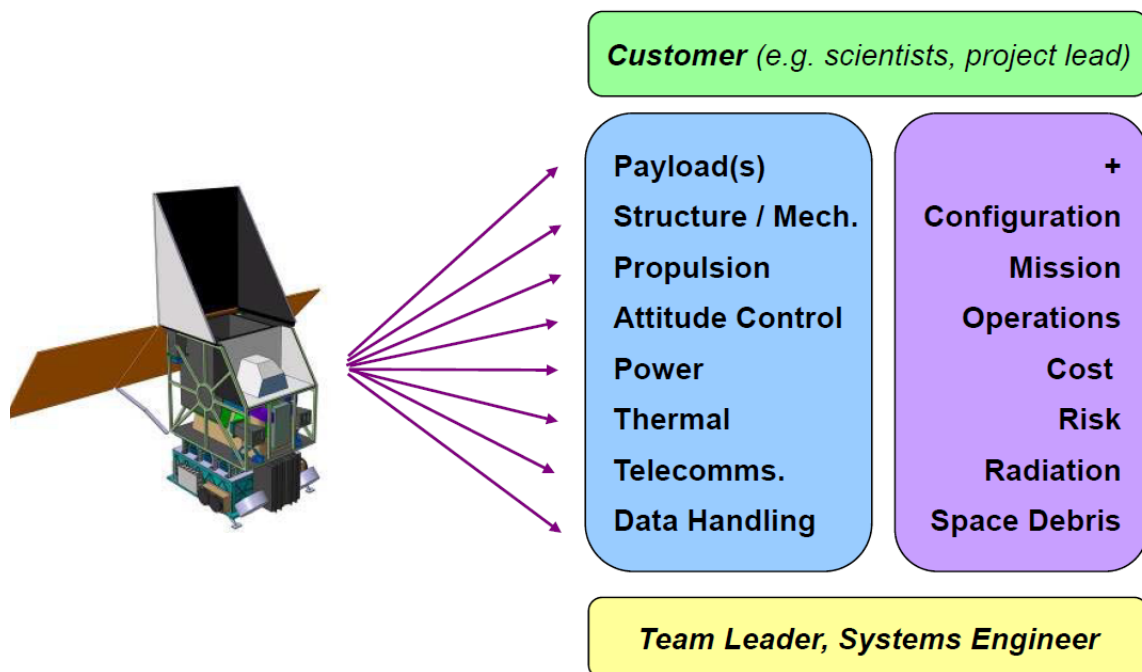 Customer (e.g. scientists, project lead)
Payload(s)
Structure / Mech.
Propulsion
Attitude Control
Power
Thermal
Telecomms.
Data Handling
+
Configuration
Mission
Operations
Cost
Risk
Radiation
Space Debris
Team Leader, Systems Engineer